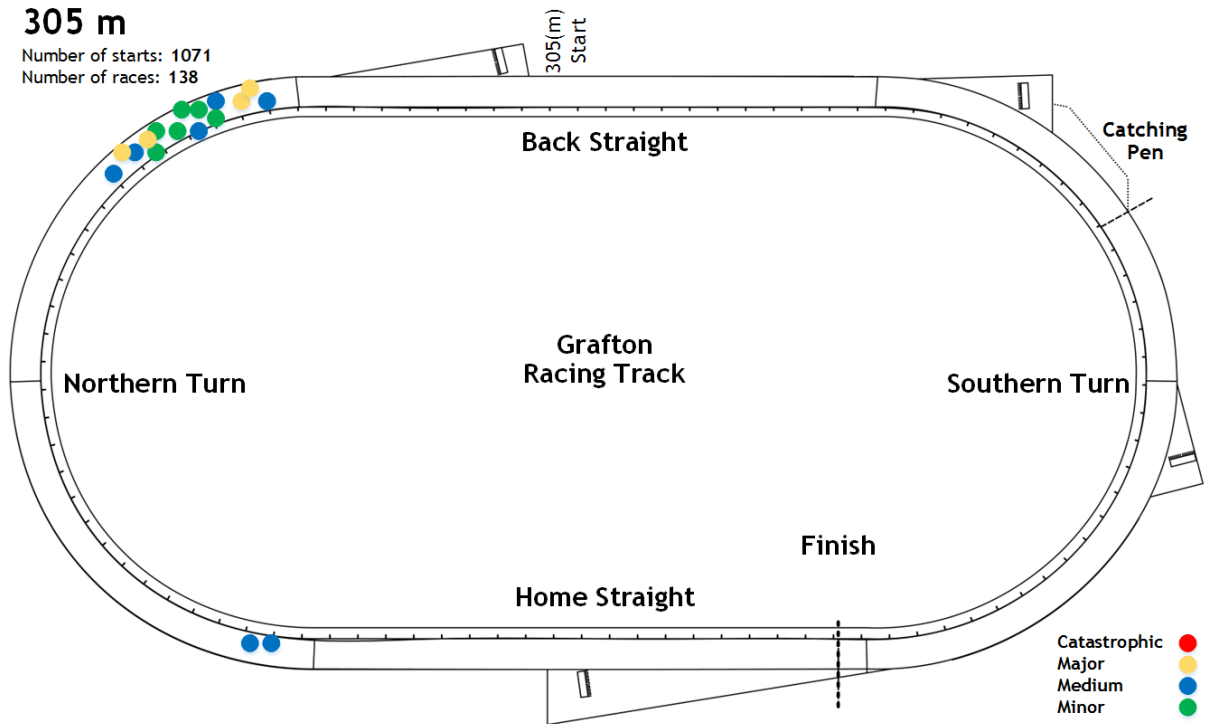 305 m
Number of starts: 1071
Number of races: 138
305(m)
Start
Back Straight
Catching
Pen
Grafton
Racing Track
Northern Turn
Southern Turn
Finish
Home Straight
Catastrophic
Major
Medium
Minor